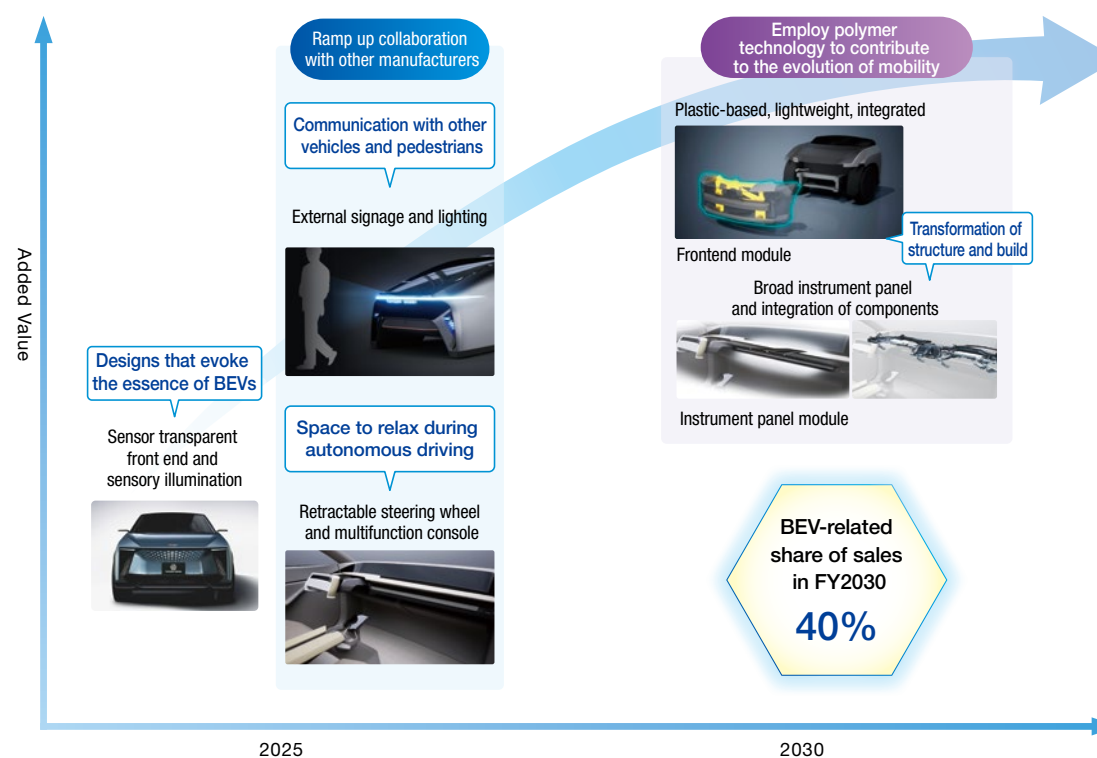 Added Value
Designs that evoke
the essence of BEVs
Sensor transparent
front end and
sensory illumination
Ramp up collaboration
with other manufacturers
Communication with other
vehicles and pedestrians
External signage and lighting
Space to relax during
autonomous driving
Retractable steering wheel
and multifunction console
Employ polymer
technology to contribute
to the evolution of mobility
Plastic-based, lightweight, integrated
Frontend module
Transformation of
structure and build
Broad instrument panel
and integration of components
Instrument panel module
BEV-related
share of sales
in FY2030
40%
2025
2030